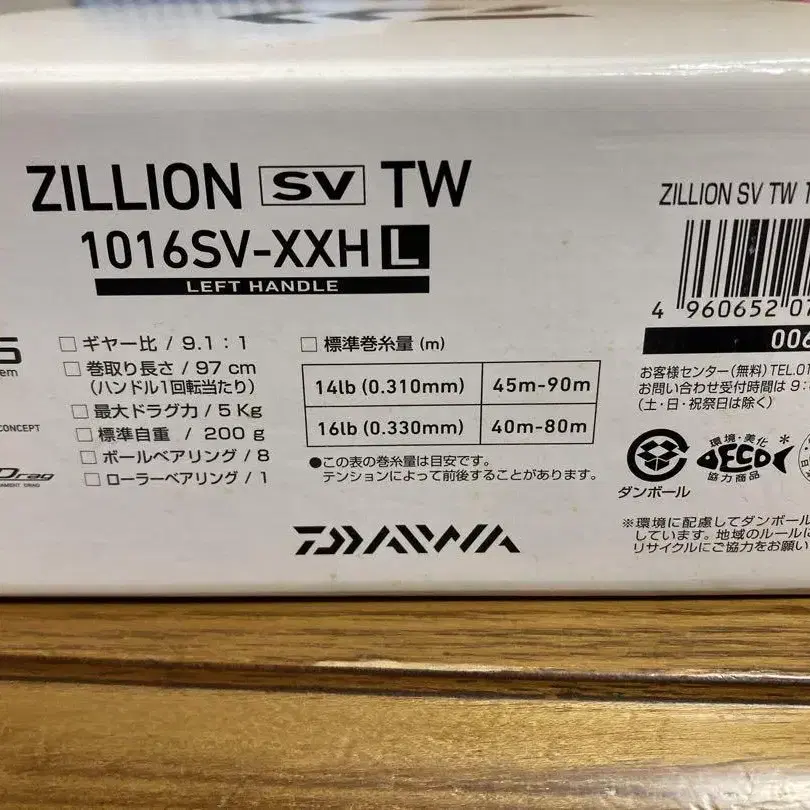 ZILLION SV TW
1016SV-XXH L
LEFT HANDLE
□ ギヤー比 / 9.1:1
□ 巻取り長さ / 97 cm
(ハンドル1回転当たり)
□ 最大ドラグ力 / 5 Kg
□ 標準自重 / 200 g
□ ボールベアリング / 8
□ ローラーベアリング / 1
□ 標準巻糸量 (m)
14lb (0.310mm) 45m-90m
16lb (0.330mm) 40m-80m
●この表の巻糸量は目安です。
テンションによって前後することがあります。
DAIWA
CONCEPT
Drag
ZILLION SV TW 1
4 960652 07
006
お客様センター(無料)TEL.01
お問い合わせ受付時間は 9:
(土・日・祝祭日は除く)
ダンボール
環境・美化
DECO
協力商品
※環境に配慮してダンボール
しています。地域のルールに
リサイクルにご協力をお願い